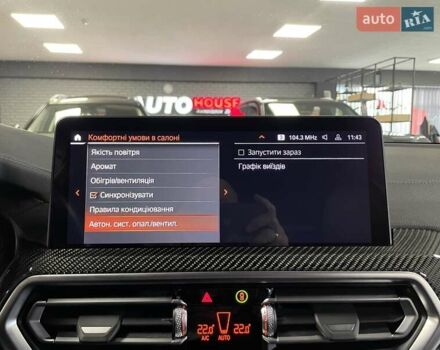 auto RIA
AUTO HOUSE
Комфортні умови в салоні
104.3 MHz
11:43
Якість повітря
Аромат
Обігрів/вентиляція
Синхронізувати
Правила кондиціювання
Автон. сист. опал./вентил.
Запустити зараз
Графік виїздів
22.0 22.0
A/C AUTO